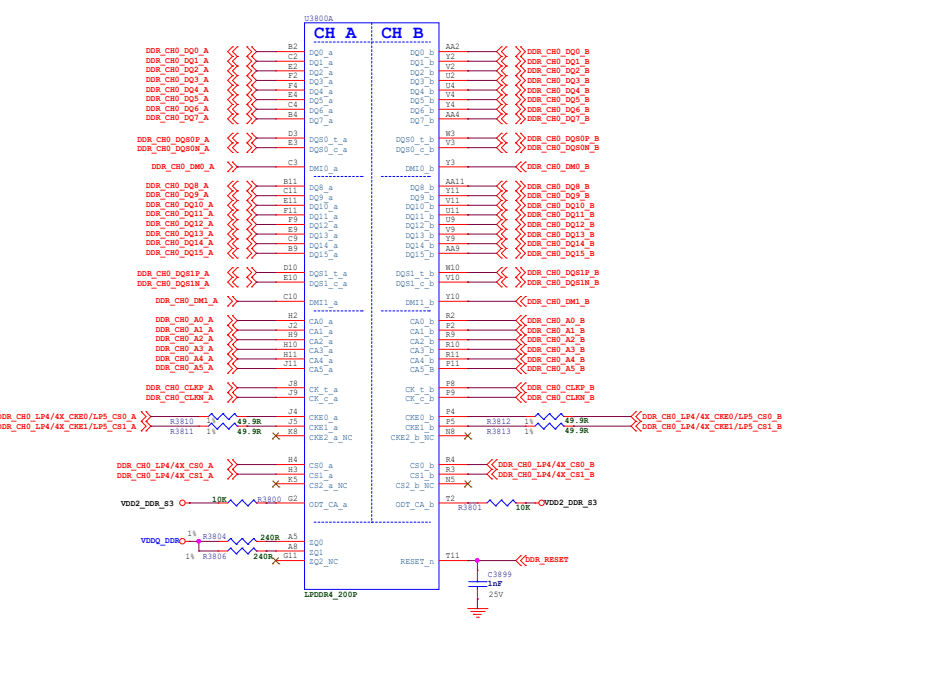 U3800A
CH A CH B
DDR_CH0_DQ0_A B2 DQ0_a DQ0_b AA2 DDR_CH0_DQ0_B
DDR_CH0_DQ1_A C2 DQ1_a DQ1_b Y2 DDR_CH0_DQ1_B
DDR_CH0_DQ2_A E2 DQ2_a DQ2_b V2 DDR_CH0_DQ2_B
DDR_CH0_DQ3_A F2 DQ3_a DQ3_b U2 DDR_CH0_DQ3_B
DDR_CH0_DQ4_A F4 DQ4_a DQ4_b U4 DDR_CH0_DQ4_B
DDR_CH0_DQ5_A E4 DQ5_a DQ5_b V4 DDR_CH0_DQ5_B
DDR_CH0_DQ6_A C4 DQ6_a DQ6_b Y4 DDR_CH0_DQ6_B
DDR_CH0_DQ7_A B4 DQ7_a DQ7_b AA4 DDR_CH0_DQ7_B
DDR_CH0_DQS0P_A D3 DQS0_t_a DQS0_t_b W3 DDR_CH0_DQS0P_B
DDR_CH0_DQS0N_A E3 DQS0_c_a DQS0_c_b V3 DDR_CH0_DQS0N_B
DDR_CH0_DM0_A C3 DMI0_a DMI0_b Y3 DDR_CH0_DM0_B
DDR_CH0_DQ8_A B11 DQ8_a DQ8_b AA11 DDR_CH0_DQ8_B
DDR_CH0_DQ9_A C11 DQ9_a DQ9_b Y11 DDR_CH0_DQ9_B
DDR_CH0_DQ10_A E11 DQ10_a DQ10_b V11 DDR_CH0_DQ10_B
DDR_CH0_DQ11_A F11 DQ11_a DQ11_b U11 DDR_CH0_DQ11_B
DDR_CH0_DQ12_A F9 DQ12_a DQ12_b U9 DDR_CH0_DQ12_B
DDR_CH0_DQ13_A E9 DQ13_a DQ13_b V9 DDR_CH0_DQ13_B
DDR_CH0_DQ14_A C9 DQ14_a DQ14_b Y9 DDR_CH0_DQ14_B
DDR_CH0_DQ15_A B9 DQ15_a DQ15_b AA9 DDR_CH0_DQ15_B
DDR_CH0_DQS1P_A D10 DQS1_t_a DQS1_t_b W10 DDR_CH0_DQS1P_B
DDR_CH0_DQS1N_A E10 DQS1_c_a DQS1_c_b V10 DDR_CH0_DQS1N_B
DDR_CH0_DM1_A C10 DMI1_a DMI1_b Y10 DDR_CH0_DM1_B
DDR_CH0_A0_A H2 CA0_a CA0_b R2 DDR_CH0_A0_B
DDR_CH0_A1_A J2 CA1_a CA1_b P2 DDR_CH0_A1_B
DDR_CH0_A2_A H9 CA2_a CA2_b R9 DDR_CH0_A2_B
DDR_CH0_A3_A H10 CA3_a CA3_b R10 DDR_CH0_A3_B
DDR_CH0_A4_A H11 CA4_a CA4_b R11 DDR_CH0_A4_B
DDR_CH0_A5_A J11 CA5_a CA5_B P11 DDR_CH0_A5_B
DDR_CH0_CLKP_A J8 CK_t_a CK_t_b P8 DDR_CH0_CLKP_B
DDR_CH0_CLKN_A J9 CK_c_a CK_c_b P9 DDR_CH0_CLKN_B
DDR_CH0_LP4/4X_CKE0/LP5_CS0_A J4 CKE0_a CKE0_b P4 DDR_CH0_LP4/4X_CKE0/LP5_CS0_B
R3810 1% 49.9R R3812 1% 49.9R
DDR_CH0_LP4/4X_CKE1/LP5_CS1_A J5 CKE1_a CKE1_b P5 DDR_CH0_LP4/4X_CKE1/LP5_CS1_B
R3811 1% 49.9R R3813 1% 49.9R
K8 CKE2_a_NC CKE2_b_NC N8
DDR_CH0_LP4/4X_CS0_A H4 CS0_a CS0_b R4 DDR_CH0_LP4/4X_CS0_B
DDR_CH0_LP4/4X_CS1_A H3 CS1_a CS1_b R3 DDR_CH0_LP4/4X_CS1_B
K5 CS2_a_NC CS2_b_NC N5
VDD2_DDR_S3 10K R3800 G2 ODT_CA_a ODT_CA_b T2 R3801 10K VDD2_DDR_S3
VDDQ_DDR 1% R3804 240R A5 ZQ0
1% R3806 240R A8 ZQ1
G11 ZQ2_NC RESET_n T11 DDR_RESET
C3899
1nF
25V
LPDDR4_200P